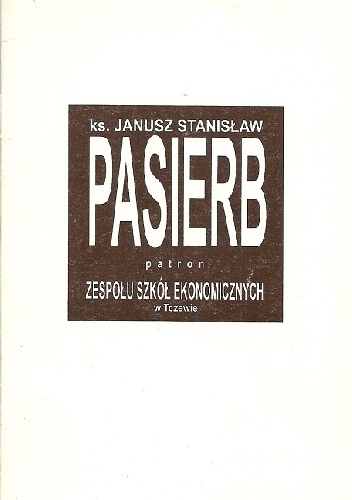 ks. JANUSZ STANISŁAW
PASIERB
patron
ZESPOŁU SZKÓŁ EKONOMICZNYCH
w Tczewie